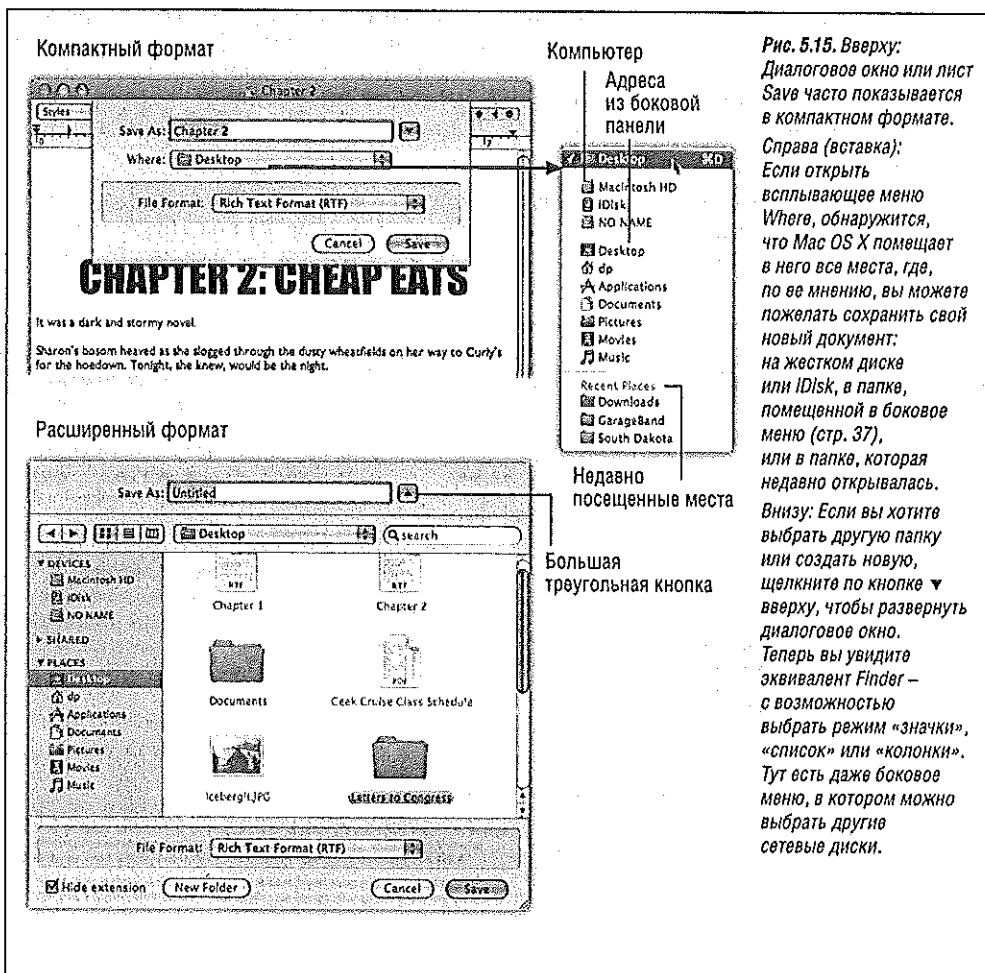 Компактный формат
Chapter 2
Styles
Save As: Chapter 2
Where: Desktop
File Format: Rich Text Format (RTF)
Cancel Save
CHAPTER 2: CHEAP EATS
It was a dark and stormy novel.
Sharon's bosom heaved as she slogged through the dusty wheatfields on her way to Curly's
for the hoedown. Tonight, she knew, would be the night.
Компьютер
Адреса
из боковой
панели
✓ Desktop ⌘D
Macintosh HD
iDisk
NO NAME
Desktop
dp
Applications
Documents
Pictures
Movies
Music
Recent Places
Downloads
GarageBand
South Dakota
Недавно
посещенные места
Расширенный формат
Save As: Untitled
Desktop
search
▼ DEVICES
Macintosh HD
iDisk
NO NAME
▶ SHARED
▼ PLACES
Desktop
dp
Applications
Documents
Pictures
Movies
Music
RTF
Chapter 1
RTF
Chapter 2
Documents
PDF
Geek Cruise Class Schedule
Iceberg!t.JPG
Letters to Congress
File Format: Rich Text Format (RTF)
Hide extension New Folder Cancel Save
Большая
треугольная кнопка
Рис. 5.15. Вверху:
Диалоговое окно или лист
Save часто показывается
в компактном формате.
Справа (вставка):
Если открыть
всплывающее меню
Where, обнаружится,
что Mac OS X помещает
в него все места, где,
по ее мнению, вы можете
пожелать сохранить свой
новый документ:
на жестком диске
или iDisk, в папке,
помещенной в боковое
меню (стр. 37),
или в папке, которая
недавно открывалась.
Внизу: Если вы хотите
выбрать другую папку
или создать новую,
щелкните по кнопке ▼
вверху, чтобы развернуть
диалоговое окно.
Теперь вы увидите
эквивалент Finder –
с возможностью
выбрать режим «значки»,
«список» или «колонки».
Тут есть даже боковое
меню, в котором можно
выбрать другие
сетевые диски.